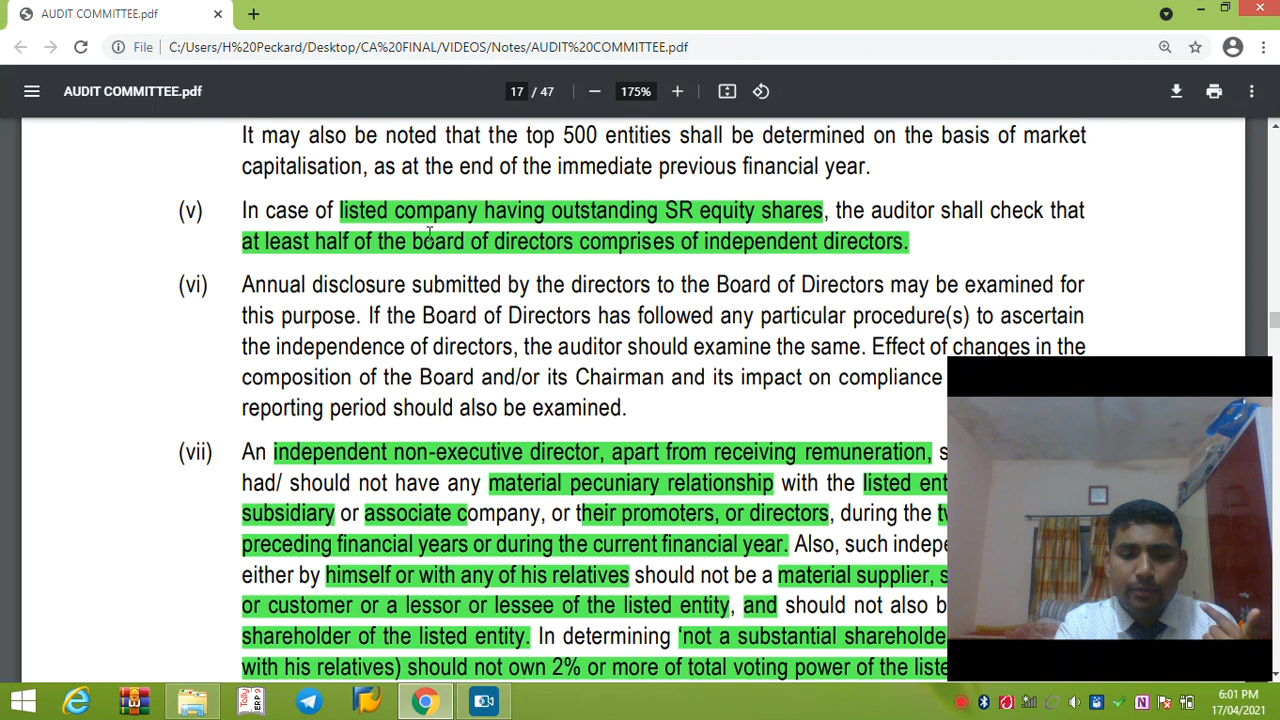 AUDIT COMMITTEE.pdf
File
C:/Users/H%20Peckard/Desktop/CA%20FINAL/VIDEOS/Notes/AUDIT%20COMMITTEE.pdf
AUDIT COMMITTEE.pdf
17 / 47
175%
It may also be noted that the top 500 entities shall be determined on the basis of market
capitalisation, as at the end of the immediate previous financial year.
(v) In case of listed company having outstanding SR equity shares, the auditor shall check that
at least half of the board of directors comprises of independent directors.
(vi) Annual disclosure submitted by the directors to the Board of Directors may be examined for
this purpose. If the Board of Directors has followed any particular procedure(s) to ascertain
the independence of directors, the auditor should examine the same. Effect of changes in the
composition of the Board and/or its Chairman and its impact on compliance
reporting period should also be examined.
(vii) An independent non-executive director, apart from receiving remuneration,
had/ should not have any material pecuniary relationship with the listed
subsidiary or associate company, or their promoters, or directors, during the
preceding financial years or during the current financial year. Also, such
either by himself or with any of his relatives should not be a material supplier,
or customer or a lessor or lessee of the listed entity, and should not also
shareholder of the listed entity. In determining 'not a substantial
with his relatives) should not own 2% or more of total voting power of the
Tally
ERP 9
N
6:01 PM
17/04/2021